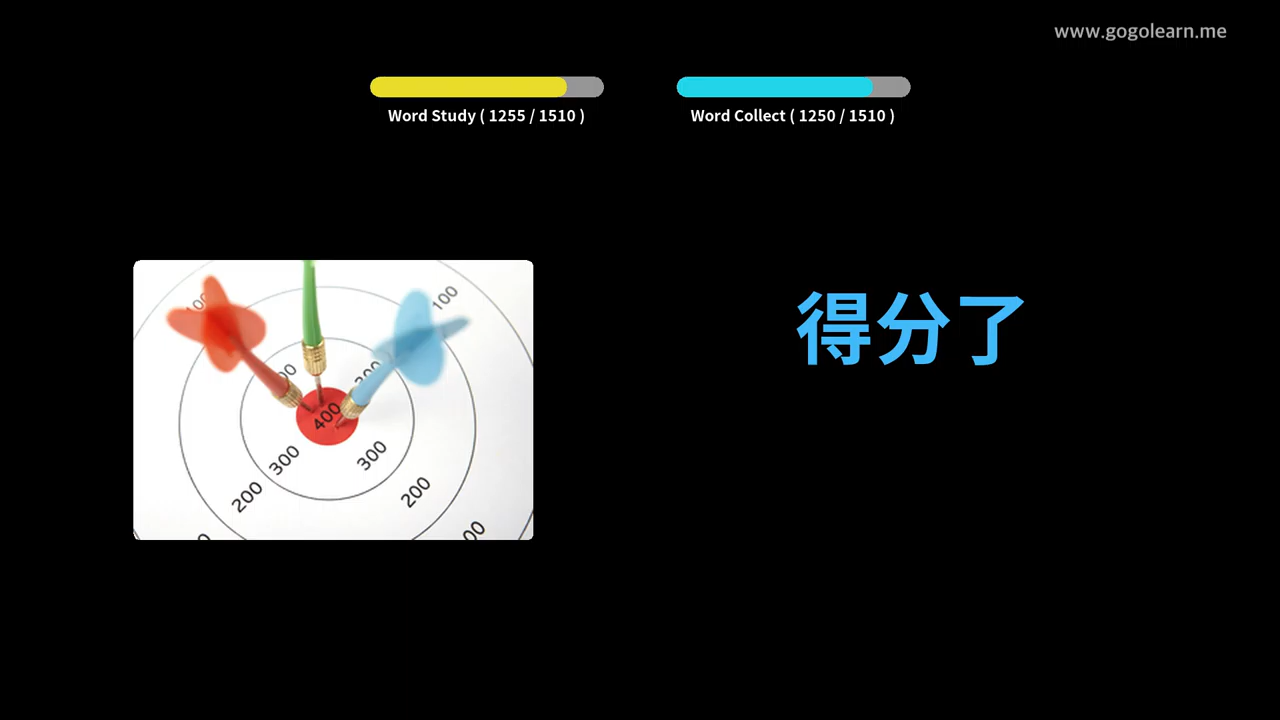 www.gogolearn.me
Word Study ( 1255 / 1510 )
Word Collect ( 1250 / 1510 )
得分了
100
100
400
300
300
200
200